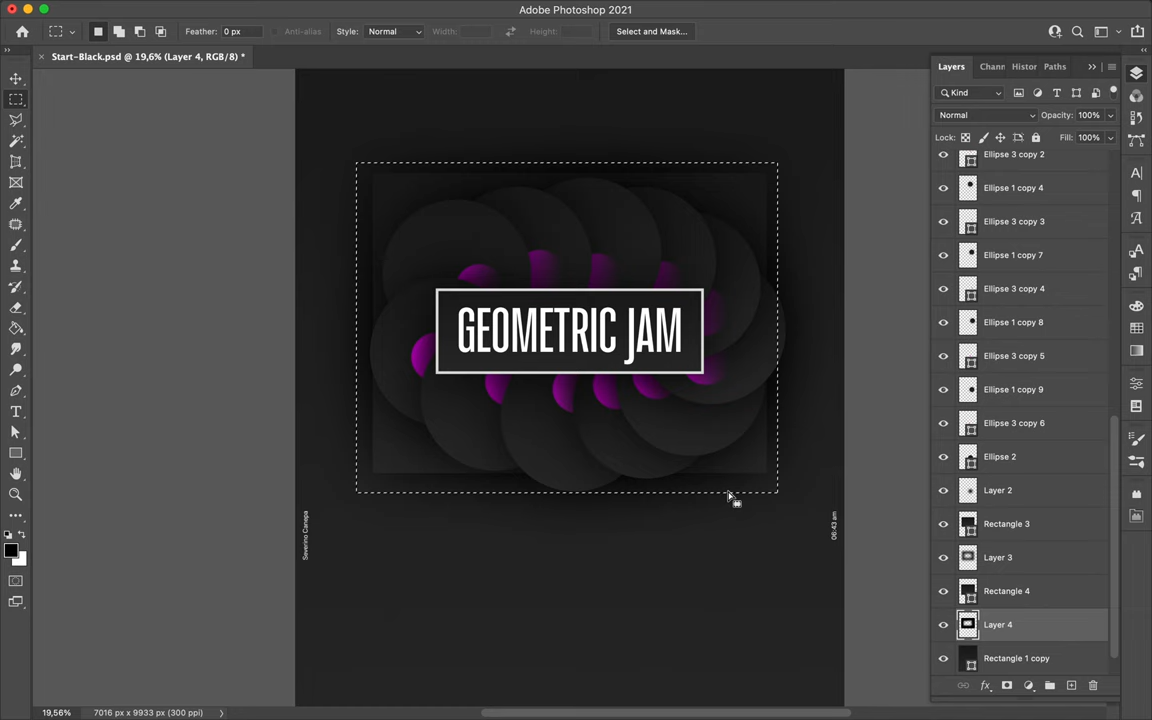 Adobe Photoshop 2021
Feather: 0 px
Anti-alias
Style: Normal
Width:
Height:
Select and Mask...
Start-Black.psd @ 19,6% (Layer 4, RGB/8) *
Layers
Chann
Histor
Paths
Kind
Normal
Opacity: 100%
Lock:
Fill: 100%
Ellipse 3 copy 2
Ellipse 1 copy 4
Ellipse 3 copy 3
Ellipse 1 copy 7
Ellipse 3 copy 4
Ellipse 1 copy 8
Ellipse 3 copy 5
Ellipse 1 copy 9
Ellipse 3 copy 6
Ellipse 2
Layer 2
Rectangle 3
Layer 3
Rectangle 4
Layer 4
Rectangle 1 copy
GEOMETRIC JAM
Severino Canepa
06:43 am
19,56%
7016 px x 9933 px (300 ppi)